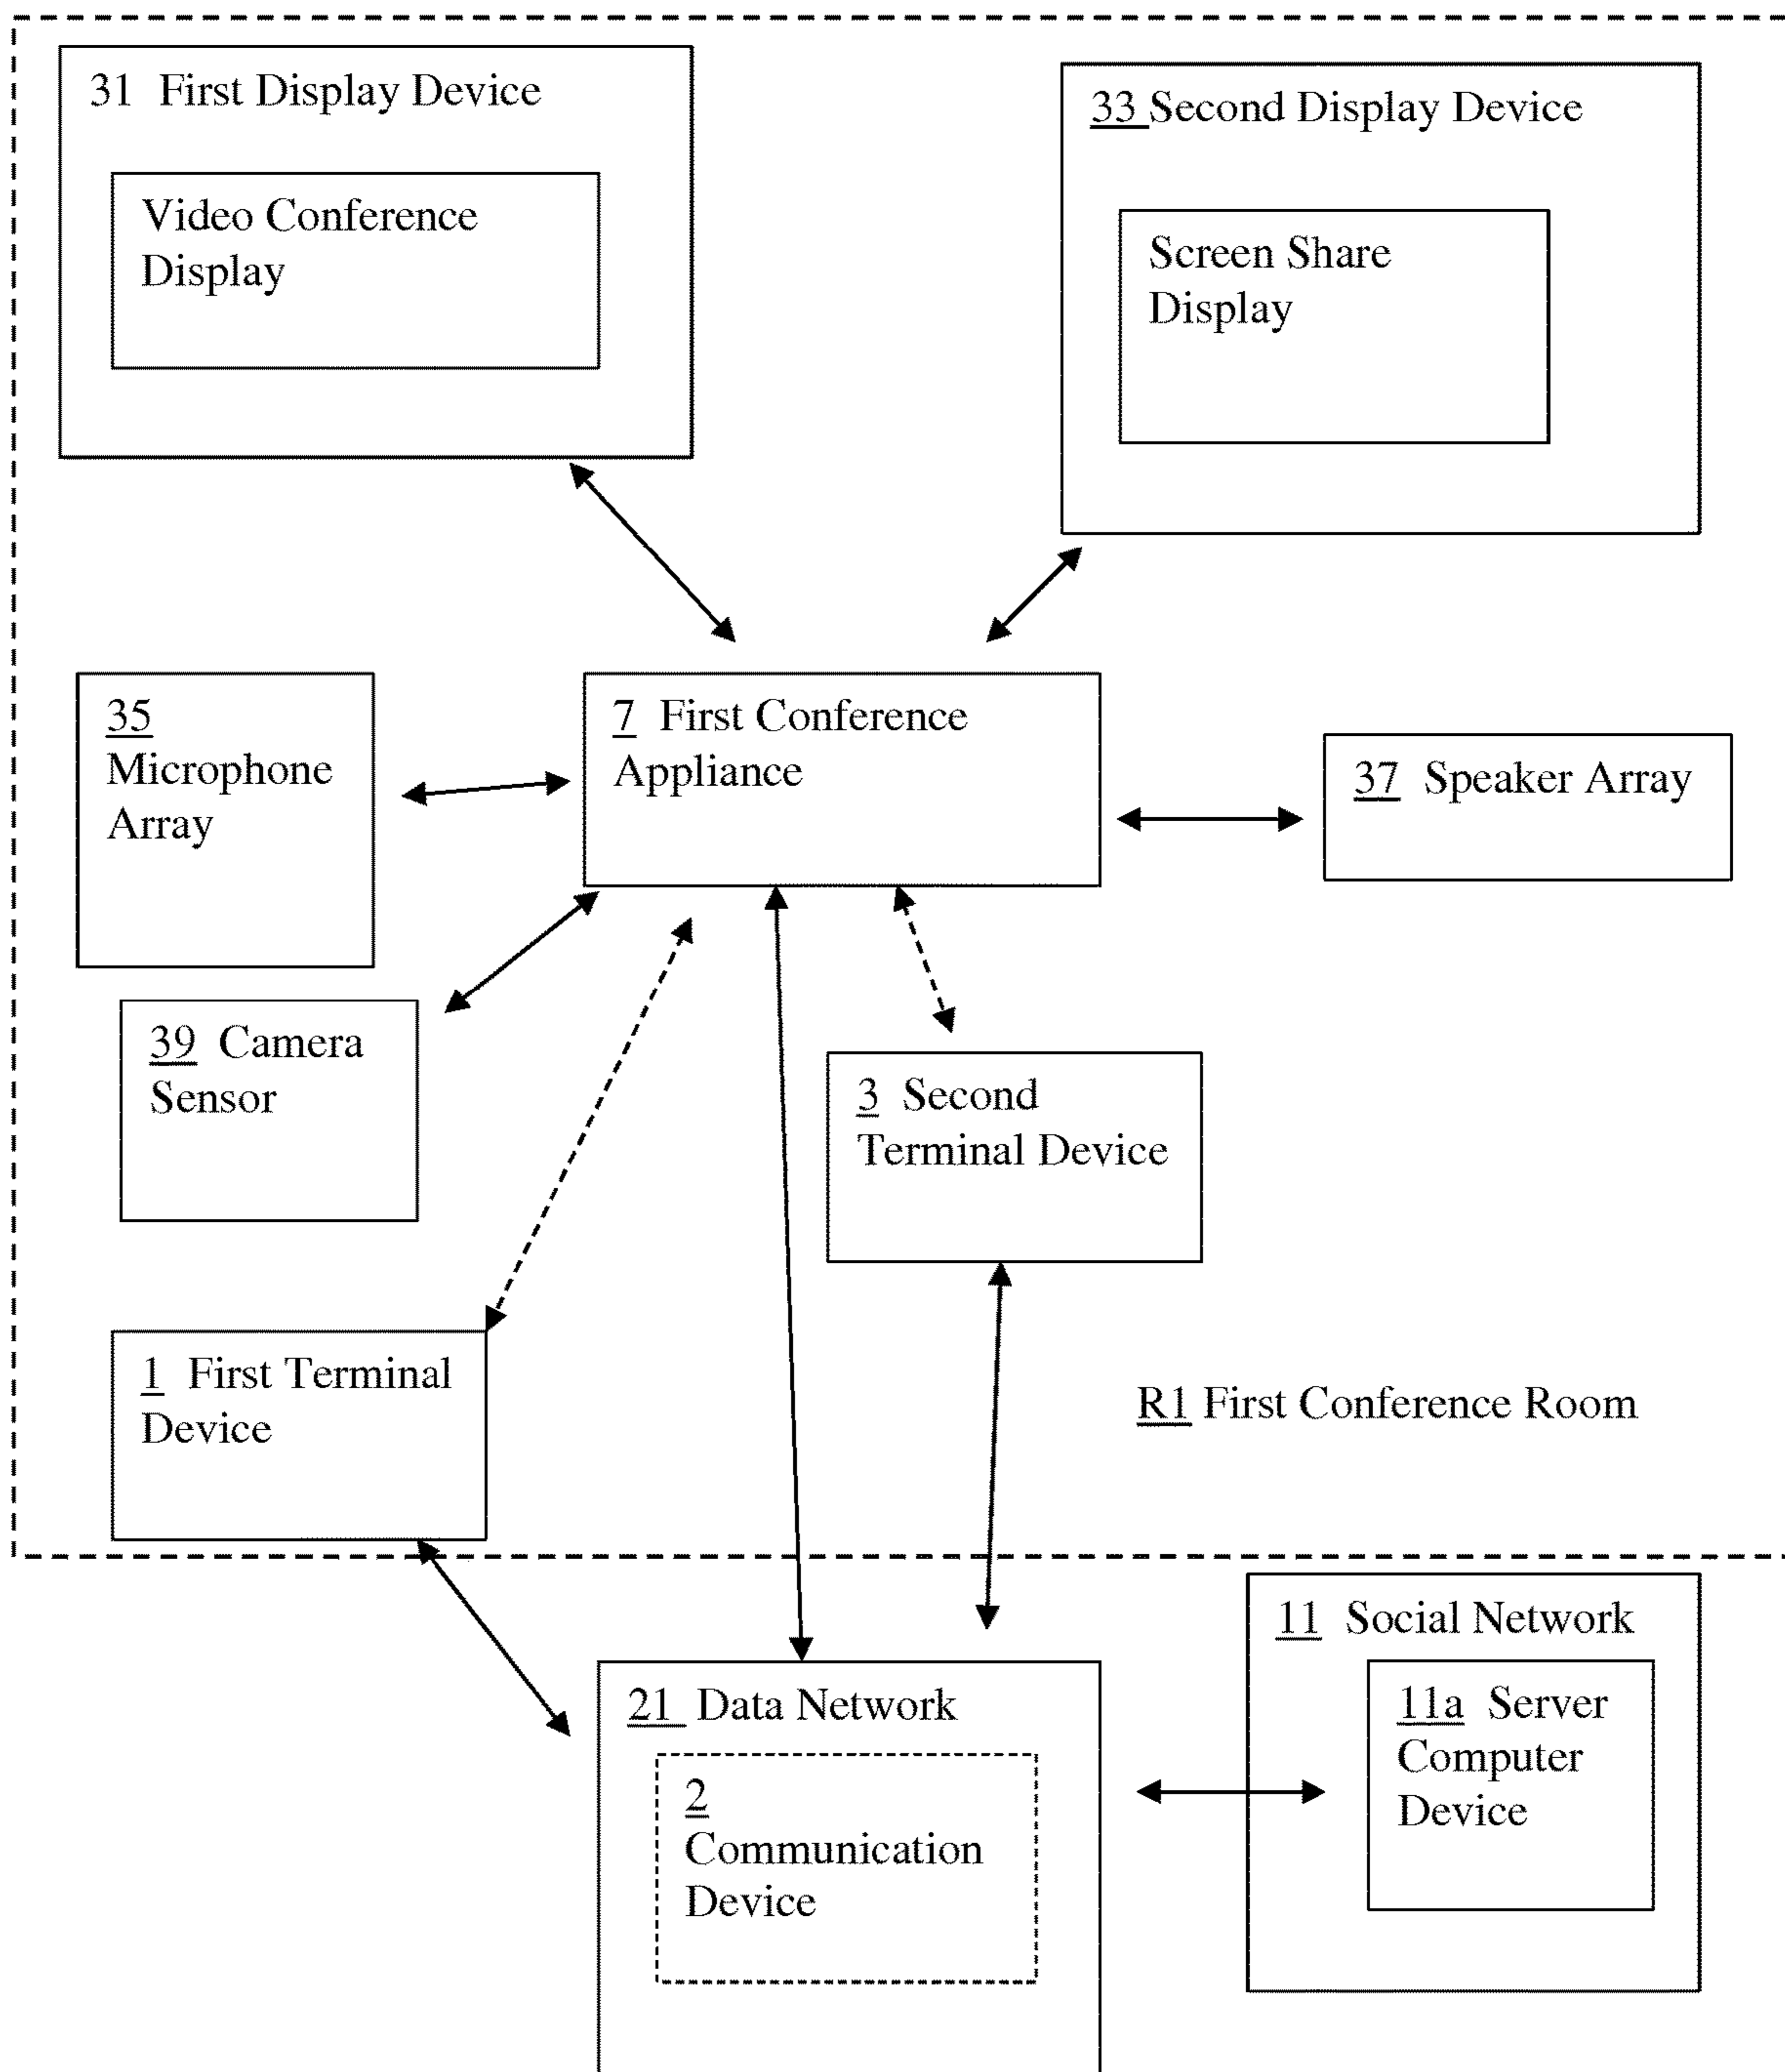 31 First Display Device
Video Conference
Display
33 Second Display Device
Screen Share
Display
35
Microphone
Array
7 First Conference
Appliance
37 Speaker Array
39 Camera
Sensor
3 Second
Terminal Device
1 First Terminal
Device
R1 First Conference Room
11 Social Network
11a Server
Computer
Device
21 Data Network
2
Communication
Device